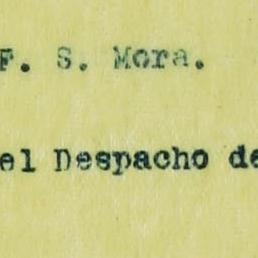 F. S. Mora.
el Despacho de